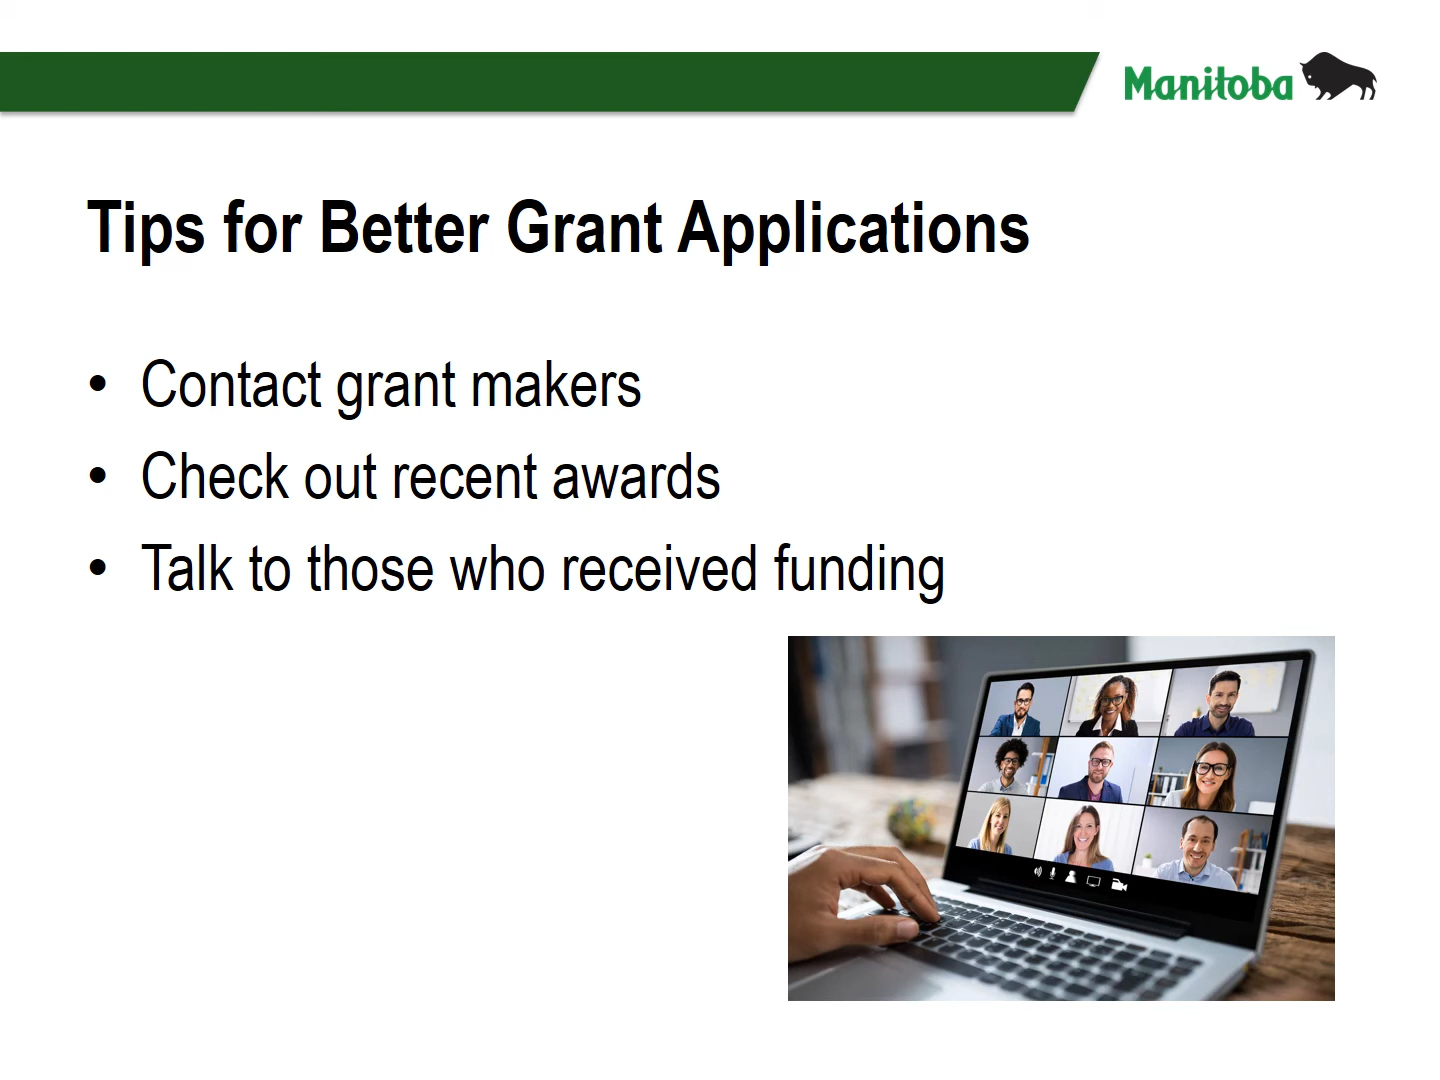 Manitoba
Tips for Better Grant Applications
• Contact grant makers
• Check out recent awards
• Talk to those who received funding